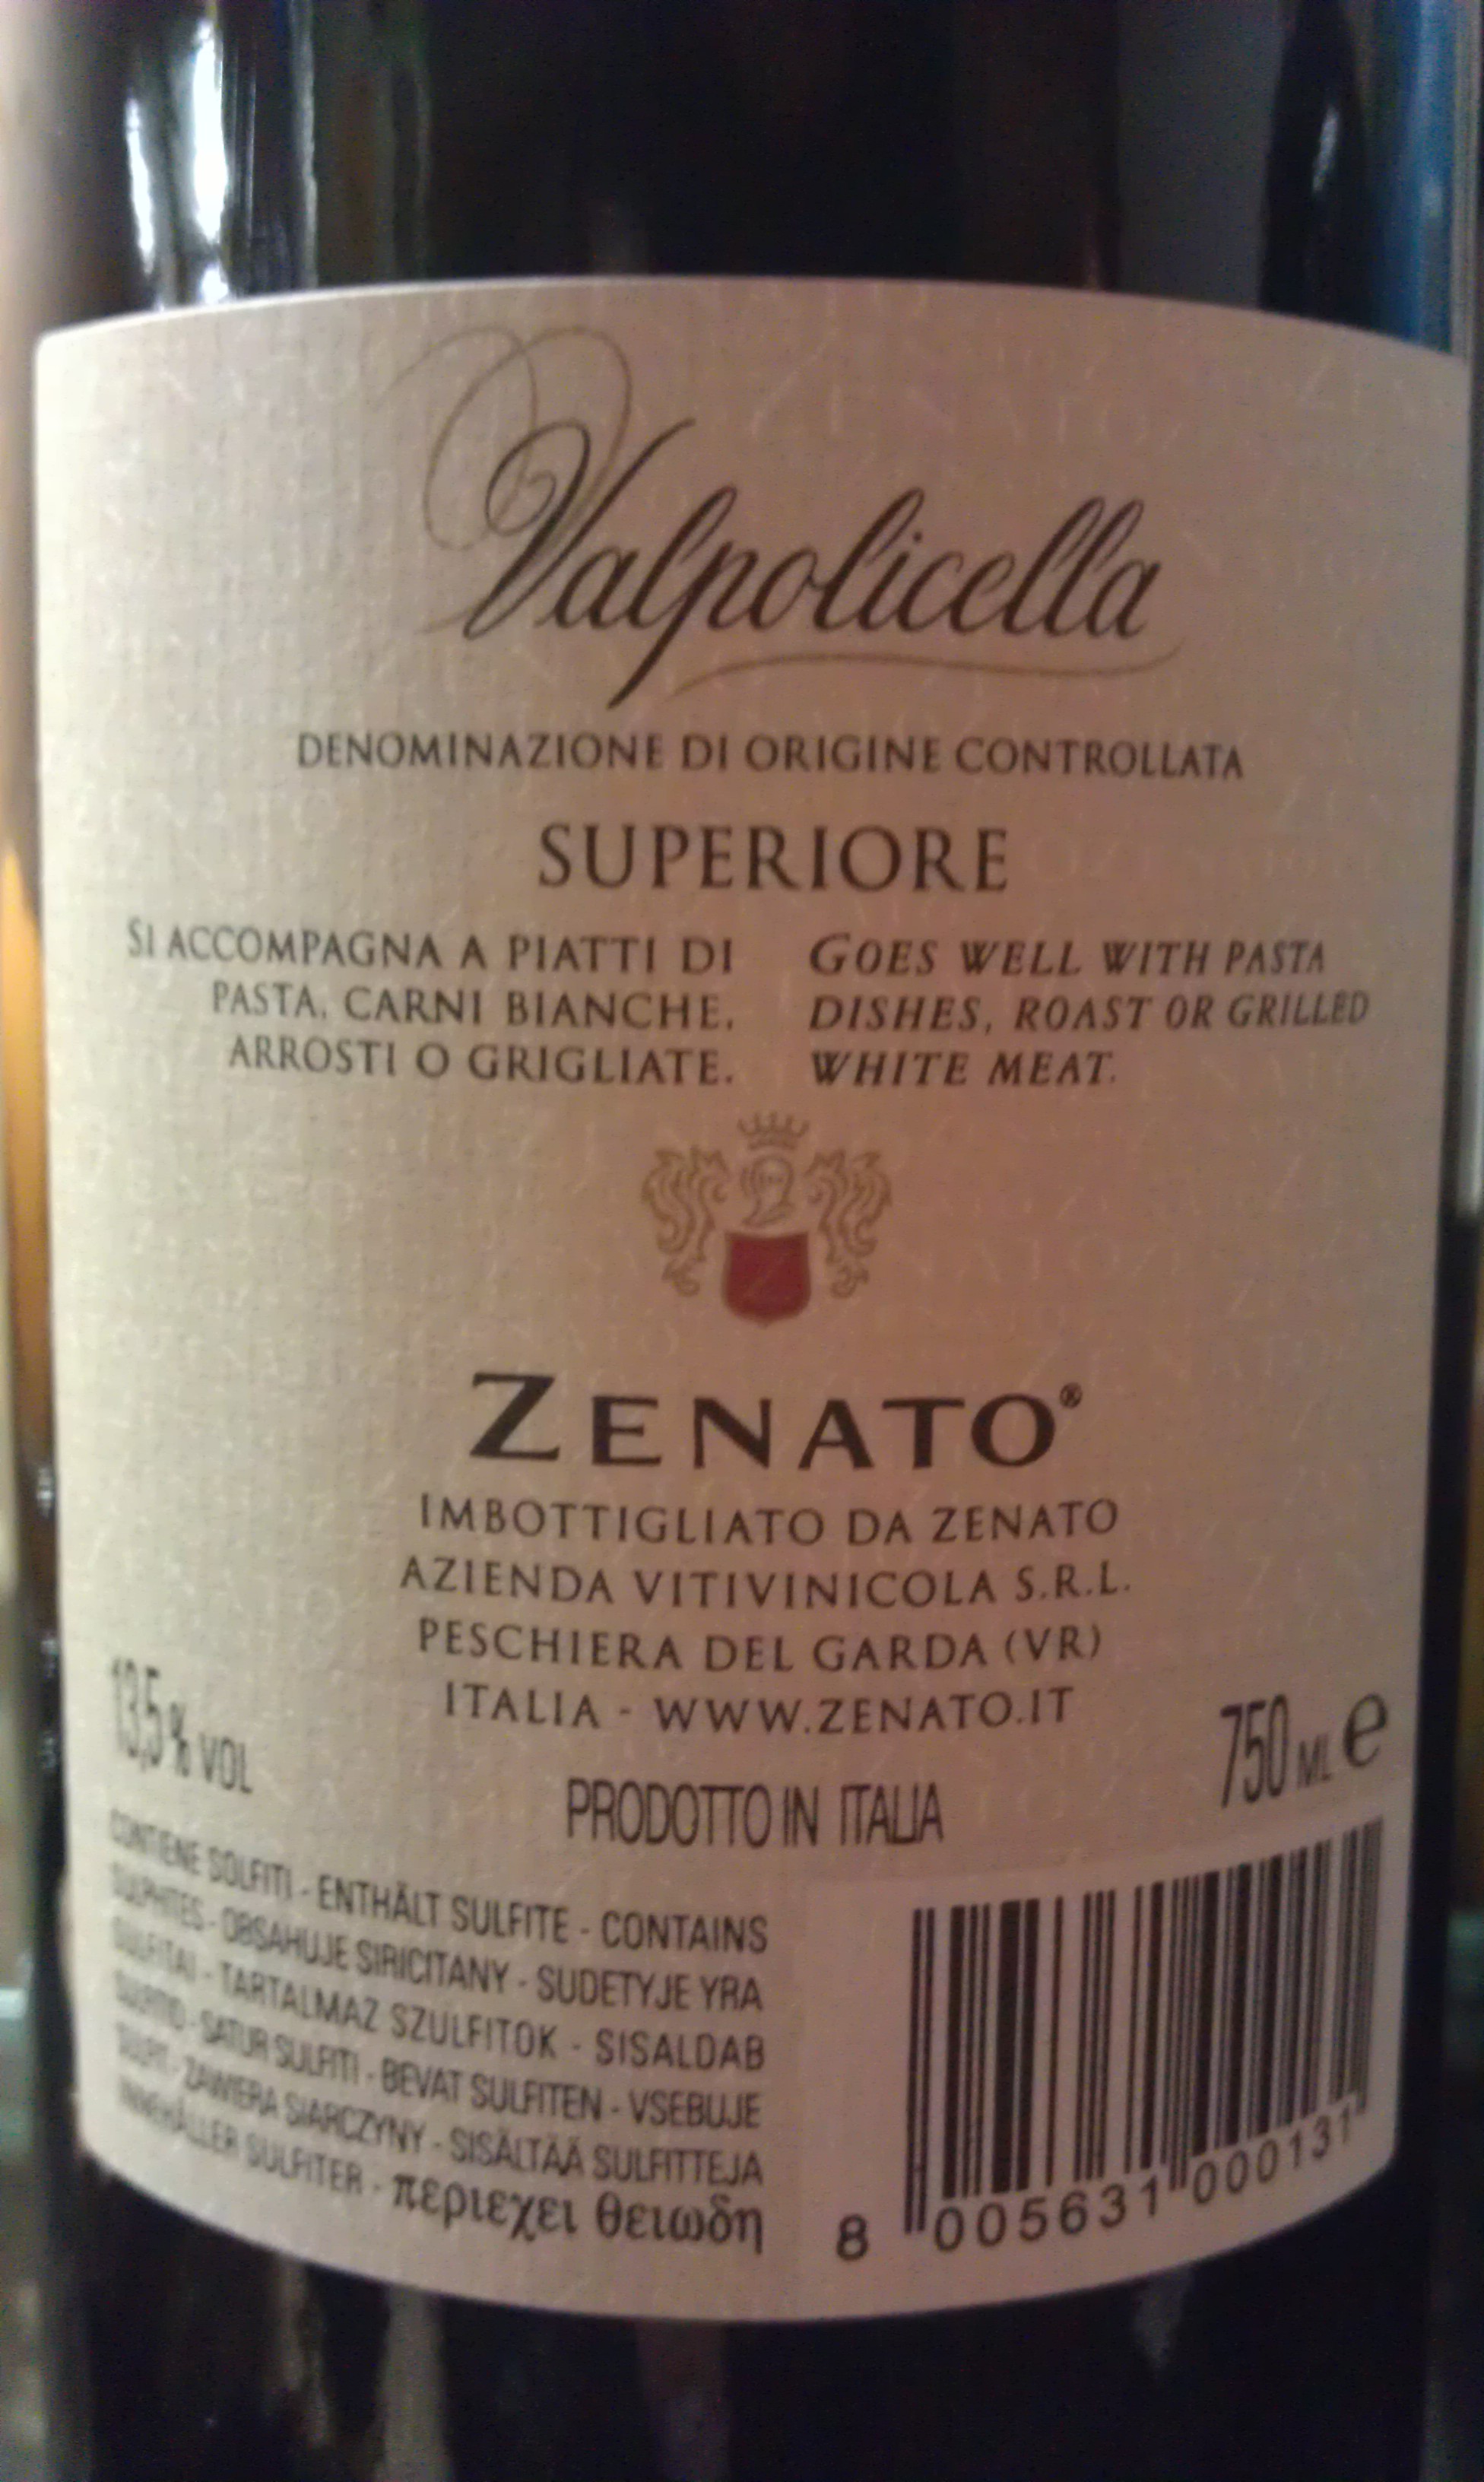 Valpolicella
DENOMINAZIONE DI ORIGINE CONTROLLATA
SUPERIORE
SI ACCOMPAGNA A PIATTI DI
PASTA, CARNI BIANCHE,
ARROSTI O GRIGLIATE.
GOES WELL WITH PASTA
DISHES, ROAST OR GRILLED
WHITE MEAT.
ZENATO®
IMBOTTIGLIATO DA ZENATO
AZIENDA VITIVINICOLA S.R.L.
PESCHIERA DEL GARDA (VR)
ITALIA - WWW.ZENATO.IT
13,5% VOL
750 ML e
PRODOTTO IN ITALIA
CONTIENE SOLFITI - ENTHÄLT SULFITE - CONTAINS
SULPHITES - OBSAHUJE SIRICITANY - SUDETYJE YRA
SULFITAI - TARTALMAZ SZULFITOK - SISALDAB
SULFITID - SATUR SULFITI - BEVAT SULFITEN - VSEBUJE
SULFIT - ZAWIERA SIARCZYNY - SISÄLTÄÄ SULFITTEJA
INNEHÅLLER SULFITER - περιεχει θειωδη
8 005631 000131